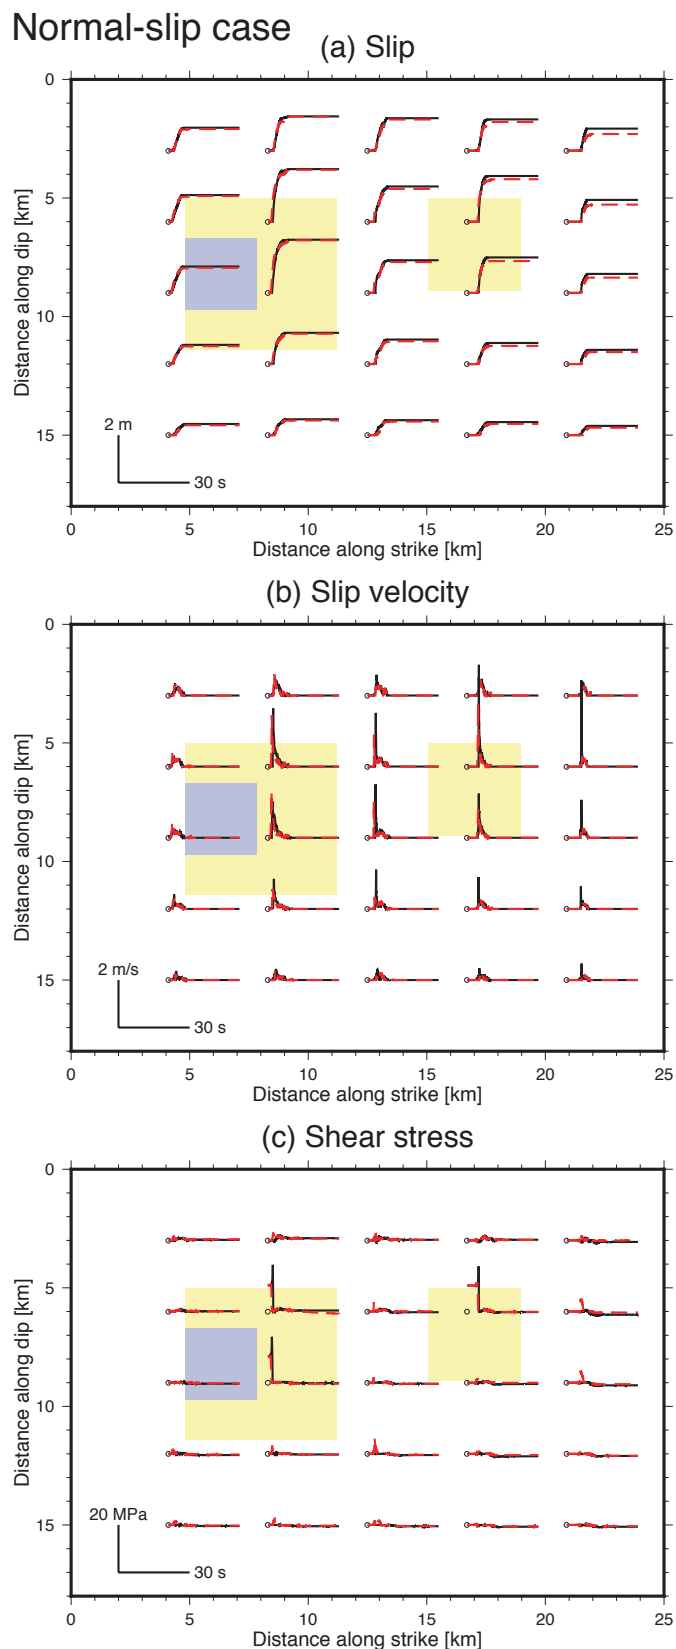 Normal-slip case
(a) Slip
0
5
10
15
Distance along dip [km]
2 m
30 s
0 5 10 15 20 25
Distance along strike [km]
(b) Slip velocity
0
5
10
15
Distance along dip [km]
2 m/s
30 s
0 5 10 15 20 25
Distance along strike [km]
(c) Shear stress
0
5
10
15
Distance along dip [km]
20 MPa
30 s
0 5 10 15 20 25
Distance along strike [km]